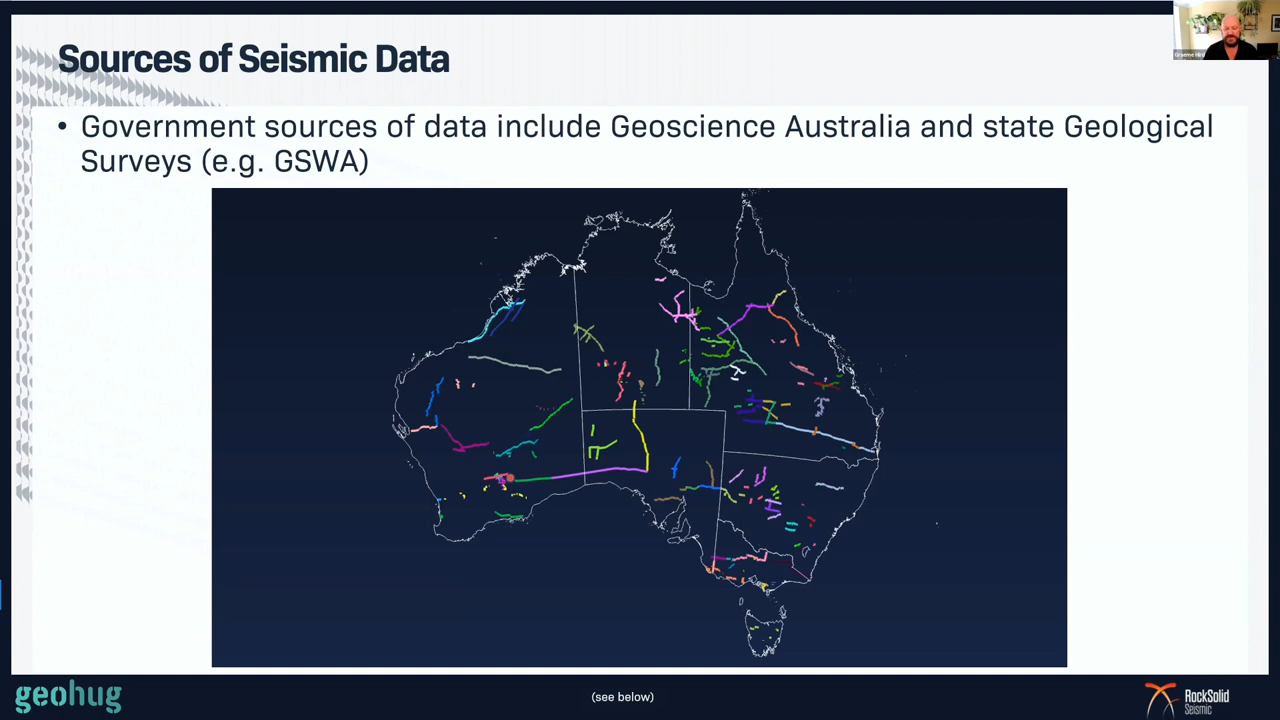 Sources of Seismic Data
• Government sources of data include Geoscience Australia and state Geological
Surveys (e.g. GSWA)
geohug
(see below)
RockSolid
Seismic